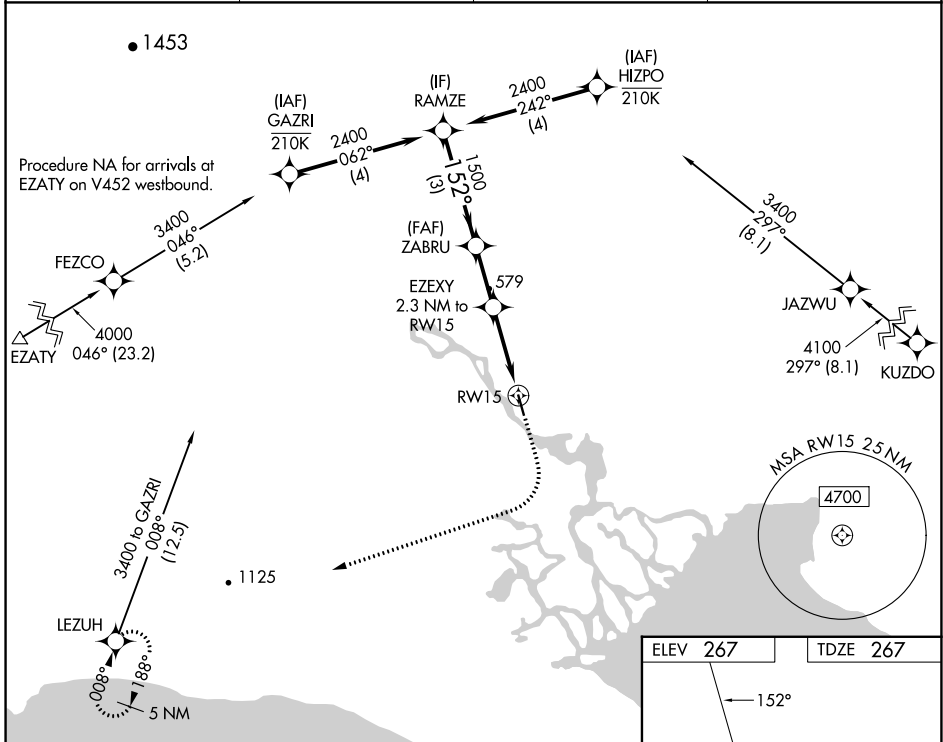 1453
(IAF)
GAZRI
210K
(IF)
RAMZE
(IAF)
HIZPO
210K
2400
242°
(4)
2400
062°
(4)
Procedure NA for arrivals at
EZATY on V452 westbound.
1500
152°
(3)
3400
046°
(5.2)
FEZCO
(FAF)
ZABRU
3400
297°
(8.1)
EZEXY
2.3 NM to
RW15
579
JAZWU
4000
046° (23.2)
EZATY
4100
297° (8.1)
KUZDO
RW15
MSA RW15 25 NM
4700
3400 to GAZRI
008°
(12.5)
1125
LEZUH
008°
188°
5 NM
ELEV 267
TDZE 267
152°